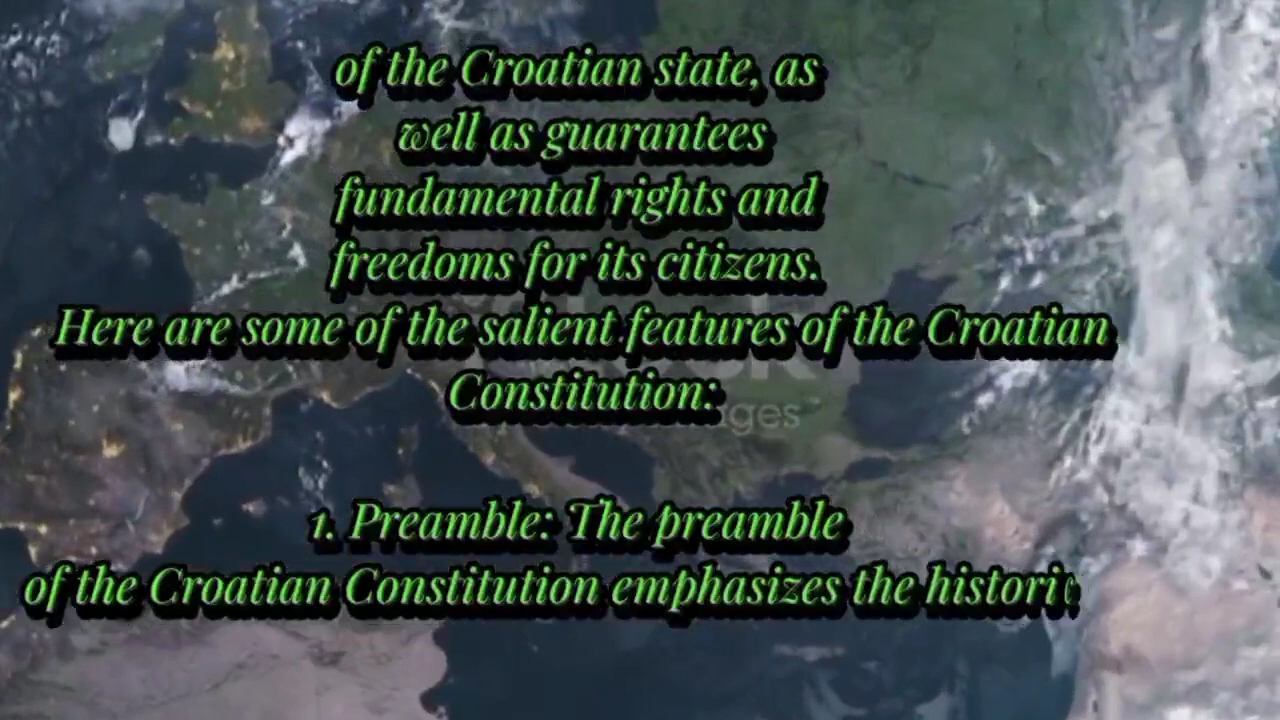 of the Croatian state, as
well as guarantees
fundamental rights and
freedoms for its citizens.
Here are some of the salient features of the Croatian
Constitution:
1. Preamble: The preamble
of the Croatian Constitution emphasizes the historic